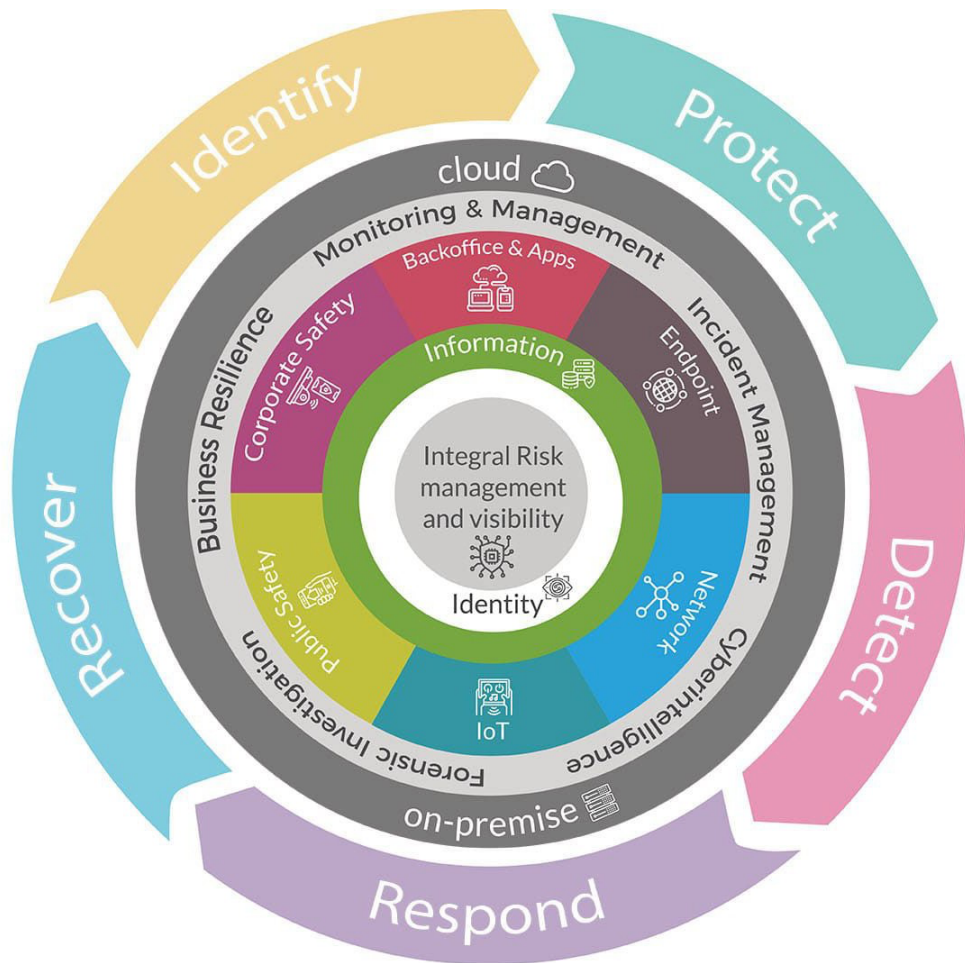 Identify
Protect
Detect
Respond
Recover
cloud
on-premise
Monitoring & Management
Incident Management
Cyberintelligence
Forensic Investigation
Business Resilience
Backoffice & Apps
Endpoint
Network
IoT
Public Safety
Corporate Safety
Information
Integral Risk
management
and visibility
Identity